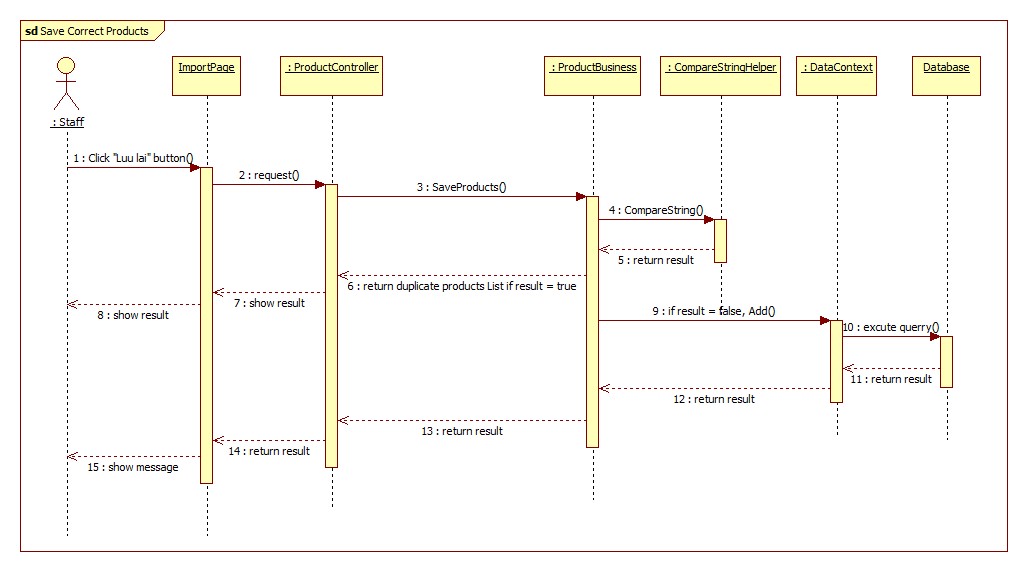 sd Save Correct Products
: Staff
ImportPage
: ProductController
: ProductBusiness
: CompareStringHelper
: DataContext
Database
1 : Click "Luu lai" button()
2 : request()
3 : SaveProducts()
4 : CompareString()
5 : return result
6 : return duplicate products List if result = true
7 : show result
8 : show result
9 : if result = false, Add()
10 : excute querry()
11 : return result
12 : return result
13 : return result
14 : return result
15 : show message